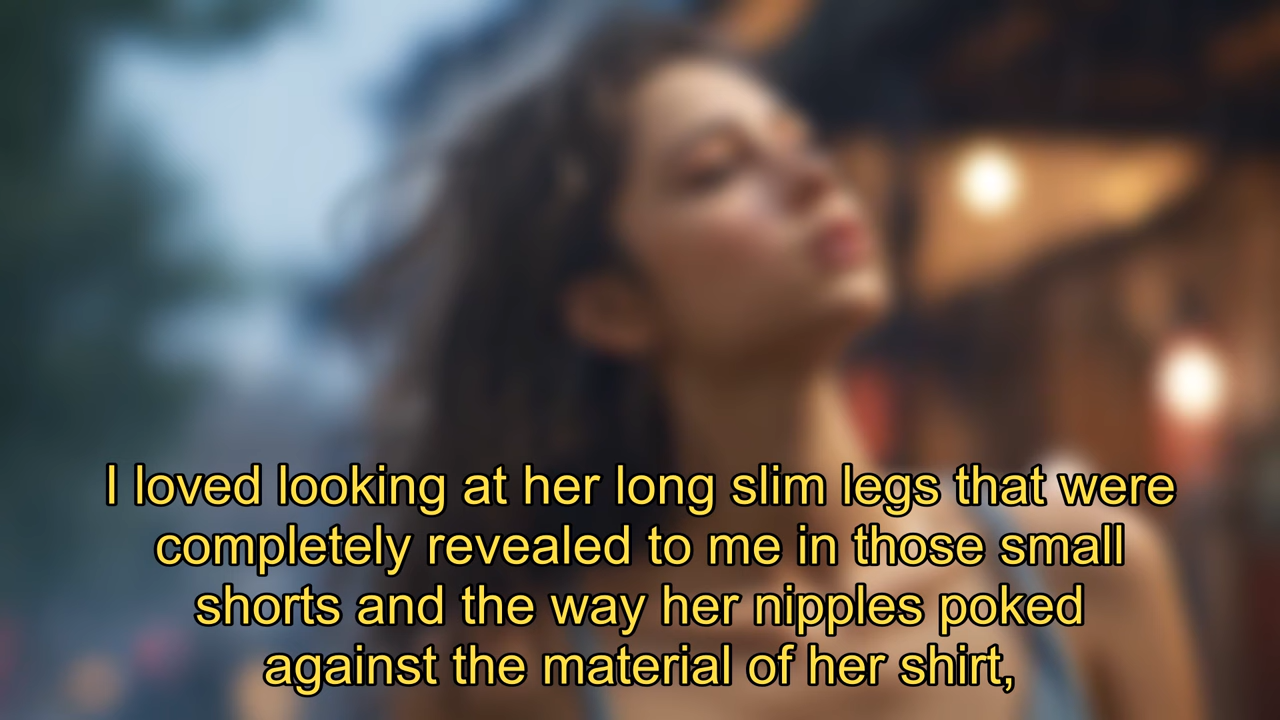 I loved looking at her long slim legs that were
completely revealed to me in those small
shorts and the way her nipples poked
against the material of her shirt,